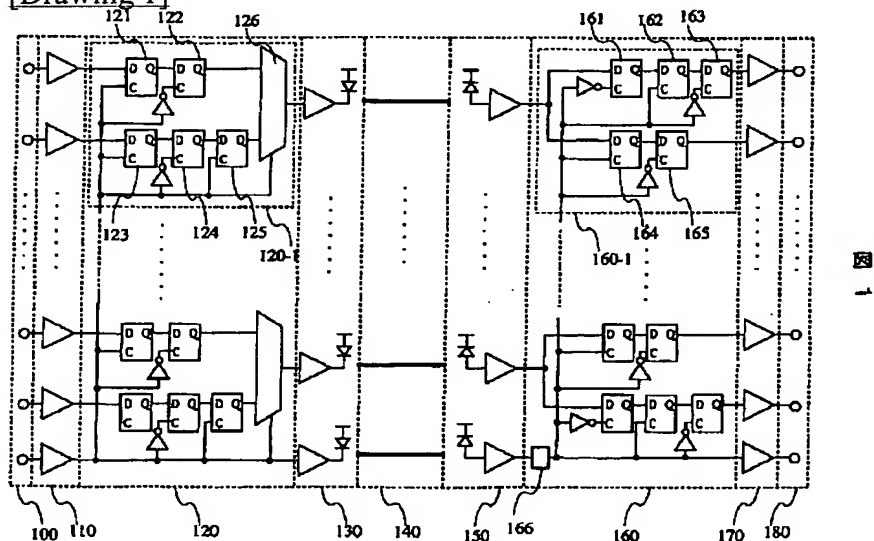 [Drawing 1]
121 122 126 161 162 163
D Q D Q D Q D Q D Q
C C C C C
D Q D Q D Q D Q D Q
C C C C C
123 124 125 164 165
120-1 160-1
図 1
D Q D Q D Q D Q
C C C C
D Q D Q D Q D Q D Q D Q
C C C C C C
166
100 110 120 130 140 150 160 170 180